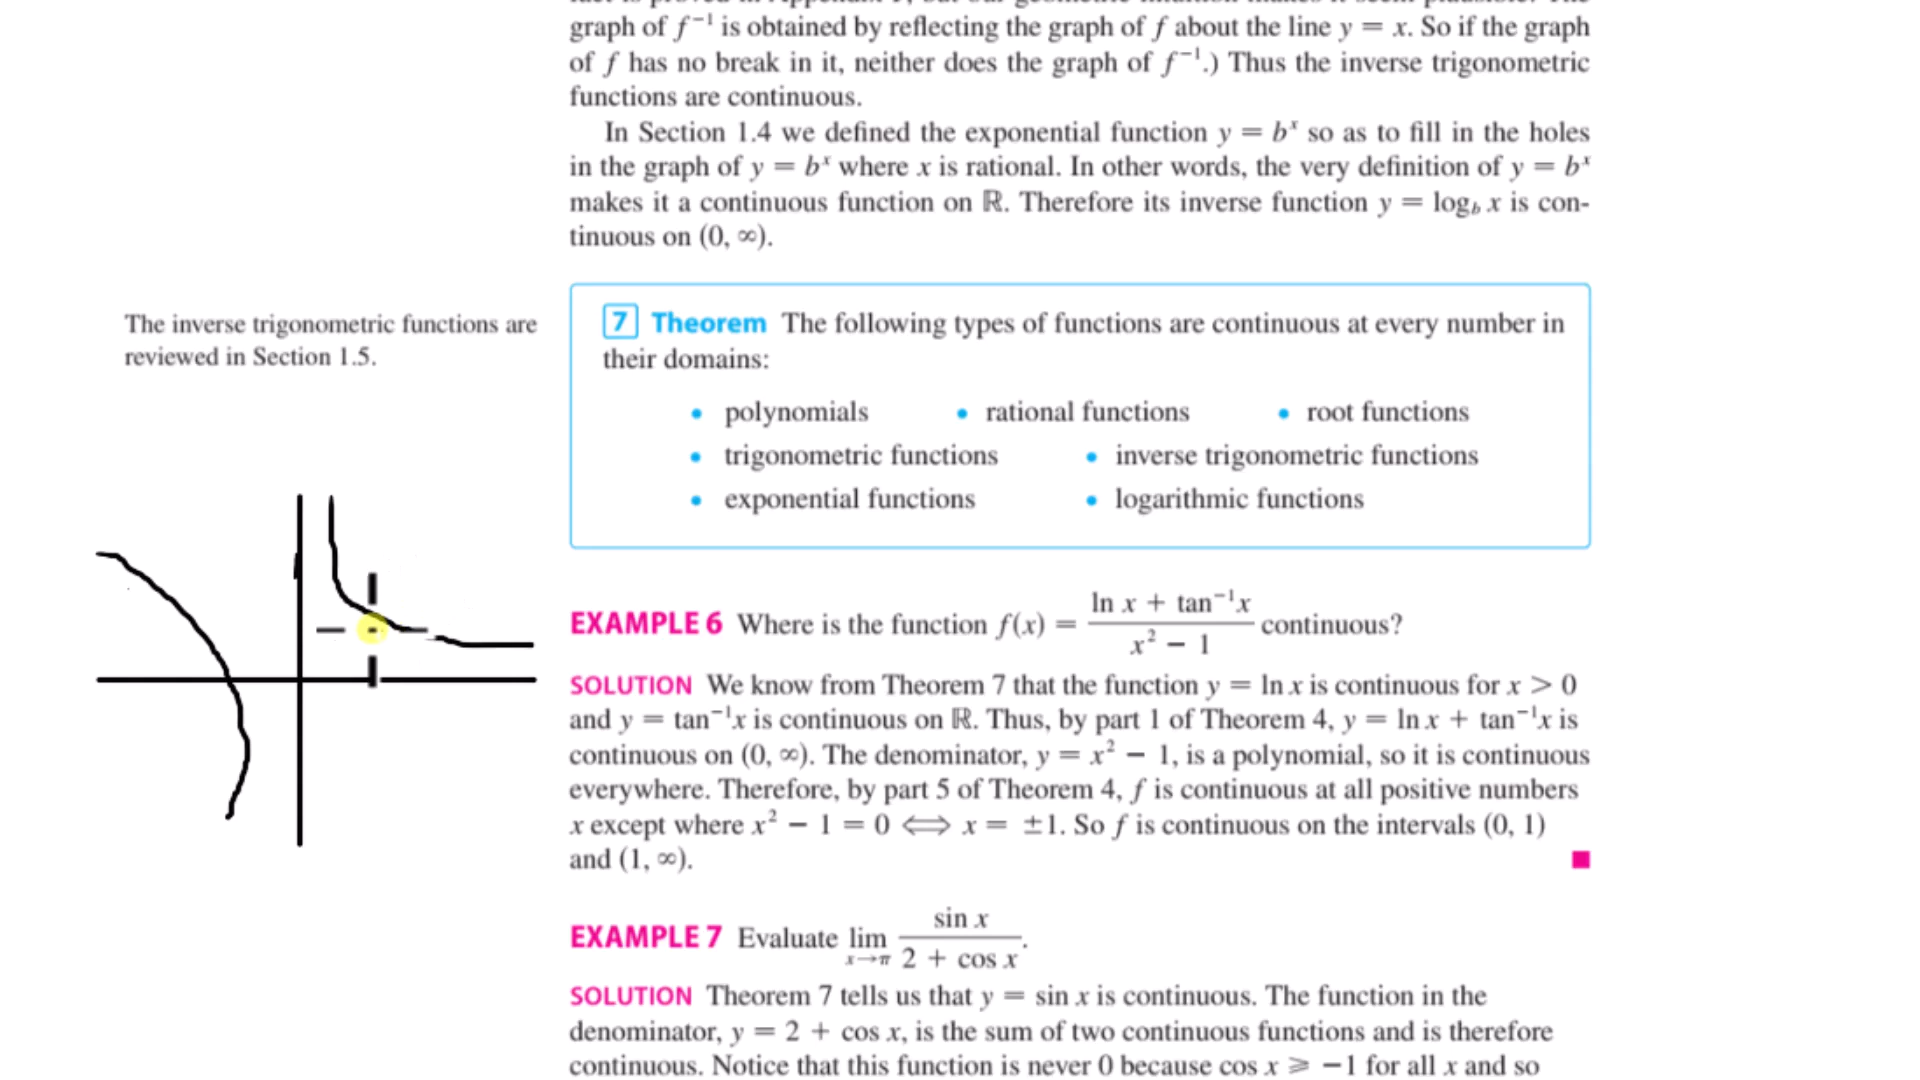 graph of f⁻¹ is obtained by reflecting the graph of f about the line y = x. So if the graph
of f has no break in it, neither does the graph of f⁻¹.) Thus the inverse trigonometric
functions are continuous.
In Section 1.4 we defined the exponential function y = bˣ so as to fill in the holes
in the graph of y = bˣ where x is rational. In other words, the very definition of y = bˣ
makes it a continuous function on ℝ. Therefore its inverse function y = log_b x is con-
tinuous on (0, ∞).
The inverse trigonometric functions are
reviewed in Section 1.5.
7 Theorem The following types of functions are continuous at every number in
their domains:
• polynomials • rational functions • root functions
• trigonometric functions • inverse trigonometric functions
• exponential functions • logarithmic functions
EXAMPLE 6 Where is the function f(x) = (ln x + tan⁻¹x)/(x² − 1) continuous?
SOLUTION We know from Theorem 7 that the function y = ln x is continuous for x > 0
and y = tan⁻¹x is continuous on ℝ. Thus, by part 1 of Theorem 4, y = ln x + tan⁻¹x is
continuous on (0, ∞). The denominator, y = x² − 1, is a polynomial, so it is continuous
everywhere. Therefore, by part 5 of Theorem 4, f is continuous at all positive numbers
x except where x² − 1 = 0 ⟺ x = ±1. So f is continuous on the intervals (0, 1)
and (1, ∞).
EXAMPLE 7 Evaluate lim x→π (sin x)/(2 + cos x).
SOLUTION Theorem 7 tells us that y = sin x is continuous. The function in the
denominator, y = 2 + cos x, is the sum of two continuous functions and is therefore
continuous. Notice that this function is never 0 because cos x ⩾ −1 for all x and so